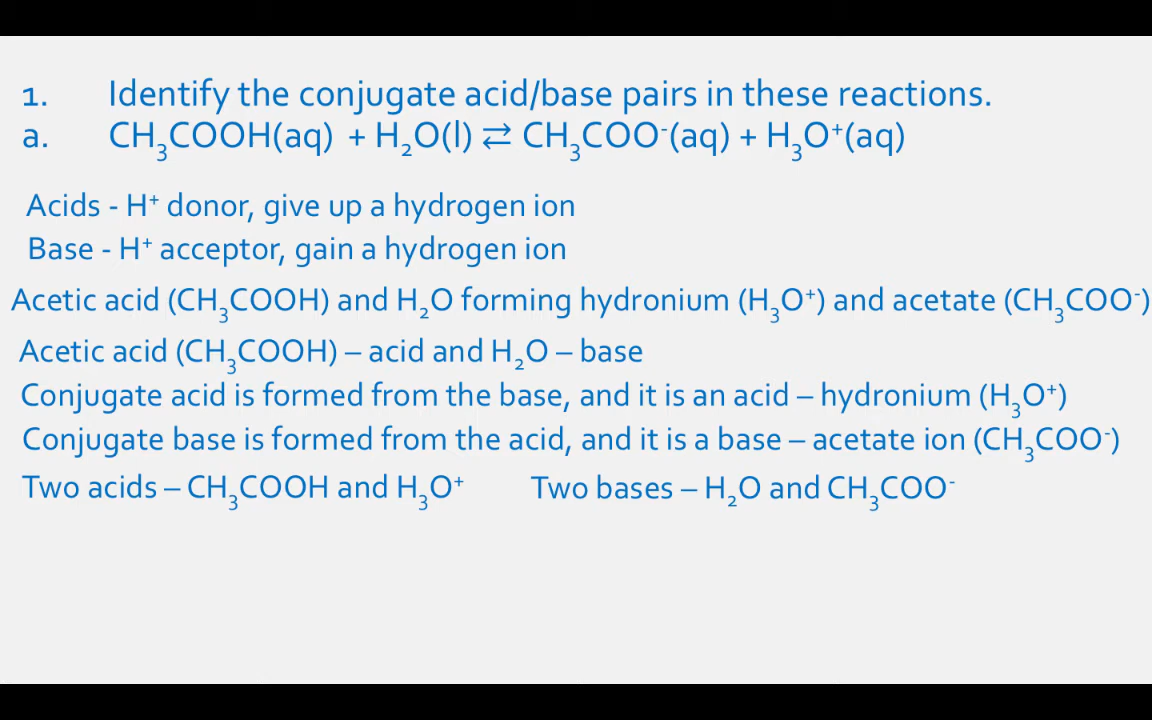 1. Identify the conjugate acid/base pairs in these reactions.
a. CH₃COOH(aq) + H₂O(l) ⇄ CH₃COO⁻(aq) + H₃O⁺(aq)
Acids - H⁺ donor, give up a hydrogen ion
Base - H⁺ acceptor, gain a hydrogen ion
Acetic acid (CH₃COOH) and H₂O forming hydronium (H₃O⁺) and acetate (CH₃COO⁻)
Acetic acid (CH₃COOH) – acid and H₂O – base
Conjugate acid is formed from the base, and it is an acid – hydronium (H₃O⁺)
Conjugate base is formed from the acid, and it is a base – acetate ion (CH₃COO⁻)
Two acids – CH₃COOH and H₃O⁺ Two bases – H₂O and CH₃COO⁻